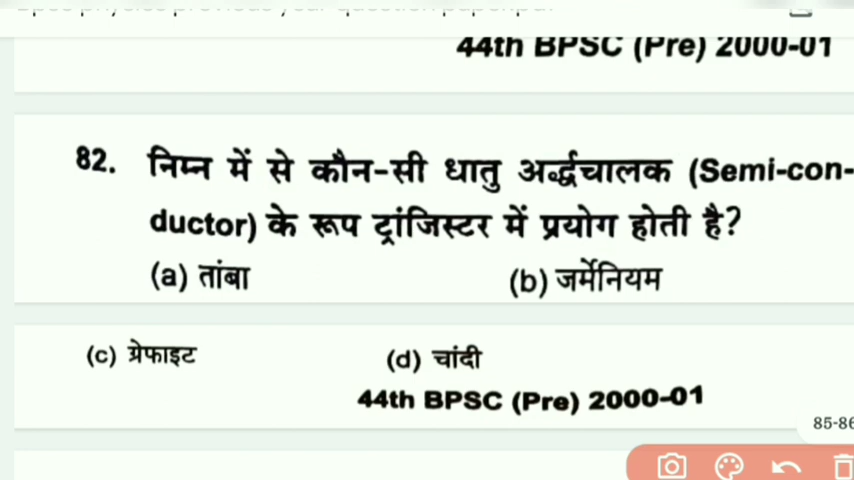 44th BPSC (Pre) 2000-01
82. निम्न में से कौन-सी धातु अर्द्धचालक (Semi-con-
ductor) के रूप ट्रांजिस्टर में प्रयोग होती है?
(a) तांबा (b) जर्मेनियम
(c) ग्रेफाइट (d) चांदी
44th BPSC (Pre) 2000-01
85-86